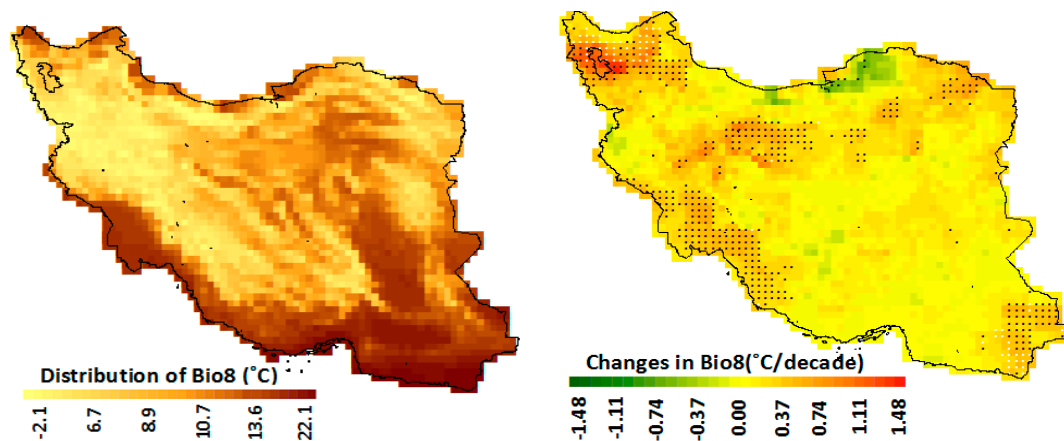 Distribution of Bio8 (˚C)
-2.1 6.7 8.9 10.7 13.6 22.1
Changes in Bio8(˚C/decade)
-1.48 -1.11 -0.74 -0.37 0.00 0.37 0.74 1.11 1.48